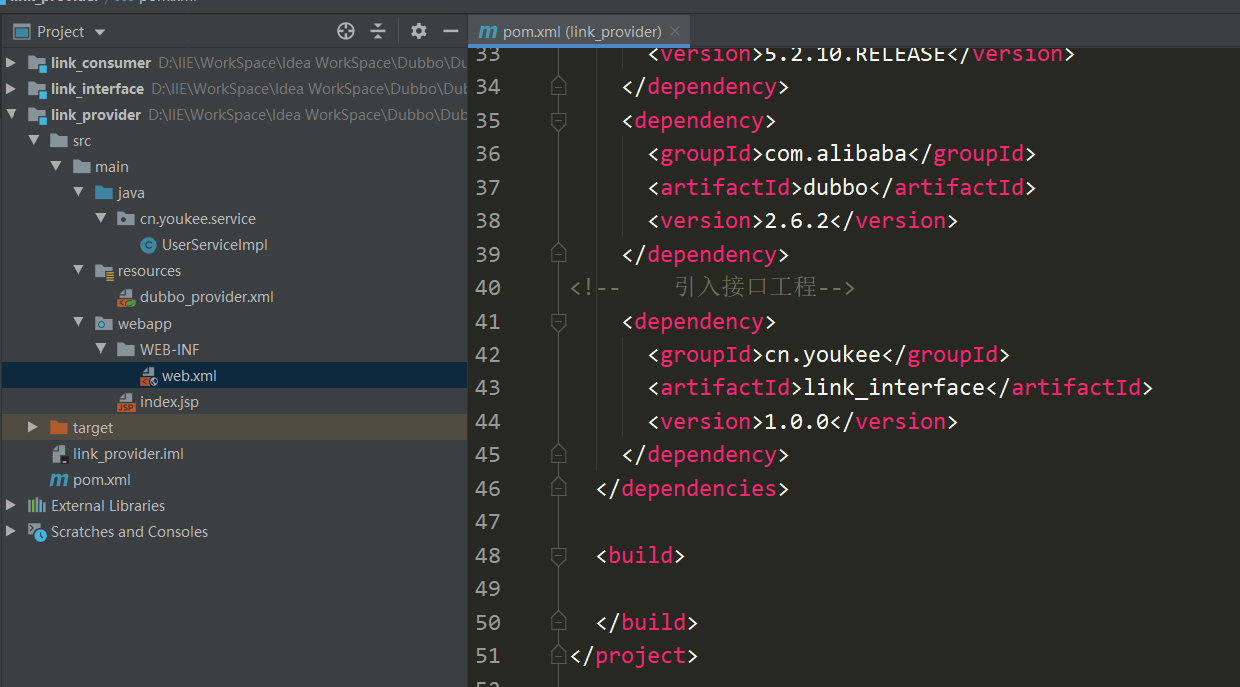 Project
link_consumer D:\IIE\WorkSpace\Idea WorkSpace\Dubbo\Du
link_interface D:\IIE\WorkSpace\Idea WorkSpace\Dubbo\Dub
link_provider D:\IIE\WorkSpace\Idea WorkSpace\Dubbo\Dub
src
main
java
cn.youkee.service
UserServiceImpl
resources
dubbo_provider.xml
webapp
WEB-INF
web.xml
index.jsp
target
link_provider.iml
pom.xml
External Libraries
Scratches and Consoles
pom.xml (link_provider)
33 <version>5.2.10.RELEASE</version>
34 </dependency>
35 <dependency>
36 <groupId>com.alibaba</groupId>
37 <artifactId>dubbo</artifactId>
38 <version>2.6.2</version>
39 </dependency>
40 <!-- 引入接口工程-->
41 <dependency>
42 <groupId>cn.youkee</groupId>
43 <artifactId>link_interface</artifactId>
44 <version>1.0.0</version>
45 </dependency>
46 </dependencies>
47
48 <build>
49
50 </build>
51 </project>